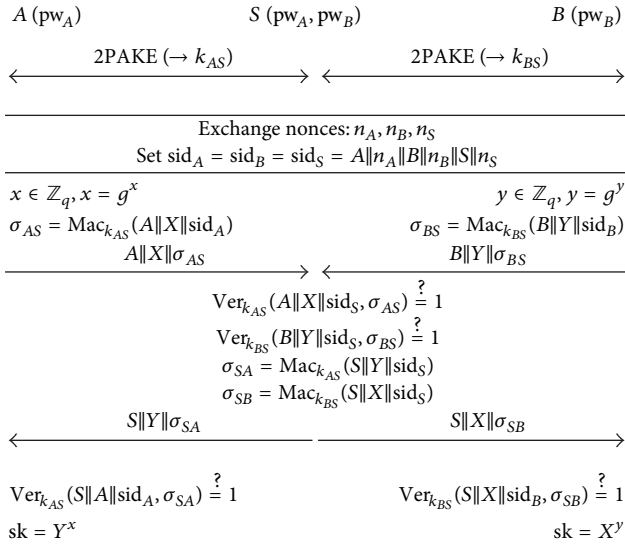 A (pw_A) S (pw_A, pw_B) B (pw_B)
2PAKE (→ k_AS) 2PAKE (→ k_BS)
Exchange nonces: n_A, n_B, n_S
Set sid_A = sid_B = sid_S = A‖n_A‖B‖n_B‖S‖n_S
x ∈ ℤ_q, x = g^x y ∈ ℤ_q, y = g^y
σ_AS = Mac_{k_AS}(A‖X‖sid_A) σ_BS = Mac_{k_BS}(B‖Y‖sid_B)
A‖X‖σ_AS B‖Y‖σ_BS
Ver_{k_AS}(A‖X‖sid_S, σ_AS) ≟ 1
Ver_{k_BS}(B‖Y‖sid_S, σ_BS) ≟ 1
σ_SA = Mac_{k_AS}(S‖Y‖sid_S)
σ_SB = Mac_{k_BS}(S‖X‖sid_S)
S‖Y‖σ_SA S‖X‖σ_SB
Ver_{k_AS}(S‖A‖sid_A, σ_SA) ≟ 1 Ver_{k_BS}(S‖X‖sid_B, σ_SB) ≟ 1
sk = Y^x sk = X^y